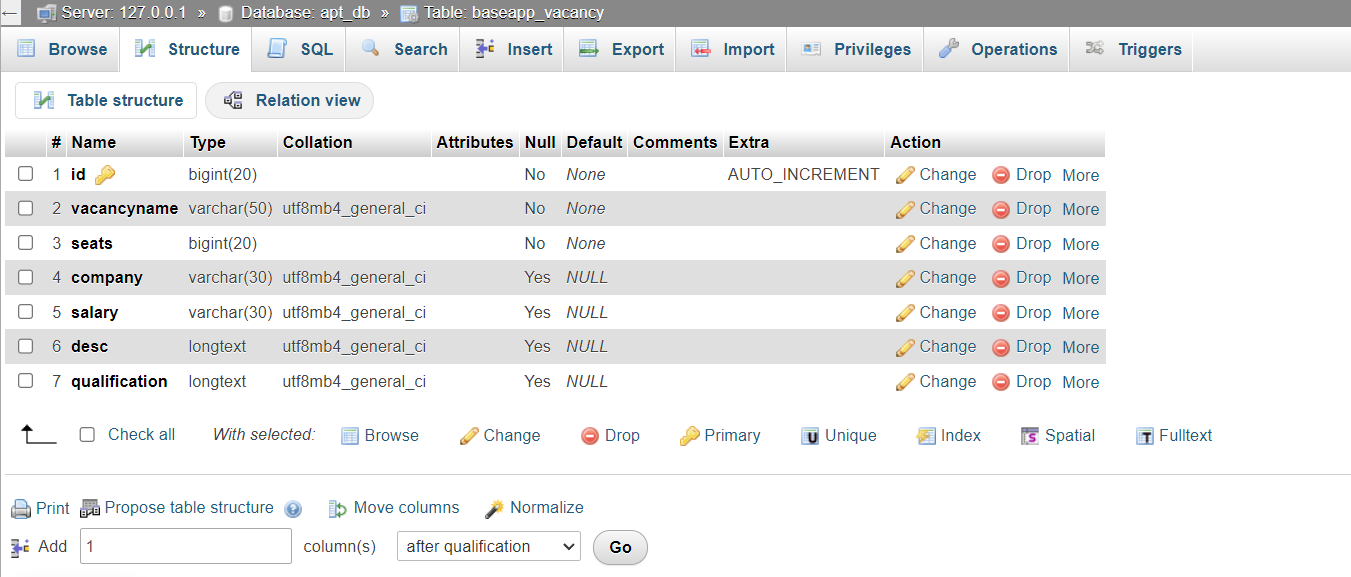 ← Server: 127.0.0.1 » Database: apt_db » Table: baseapp_vacancy
Browse Structure SQL Search Insert Export Import Privileges Operations Triggers
Table structure Relation view
# Name Type Collation Attributes Null Default Comments Extra Action
1 id bigint(20) No None AUTO_INCREMENT Change Drop More
2 vacancyname varchar(50) utf8mb4_general_ci No None Change Drop More
3 seats bigint(20) No None Change Drop More
4 company varchar(30) utf8mb4_general_ci Yes NULL Change Drop More
5 salary varchar(30) utf8mb4_general_ci Yes NULL Change Drop More
6 desc longtext utf8mb4_general_ci Yes NULL Change Drop More
7 qualification longtext utf8mb4_general_ci Yes NULL Change Drop More
Check all With selected: Browse Change Drop Primary U Unique Index S Spatial T Fulltext
Print Propose table structure ? Move columns Normalize
Add 1 column(s) after qualification Go